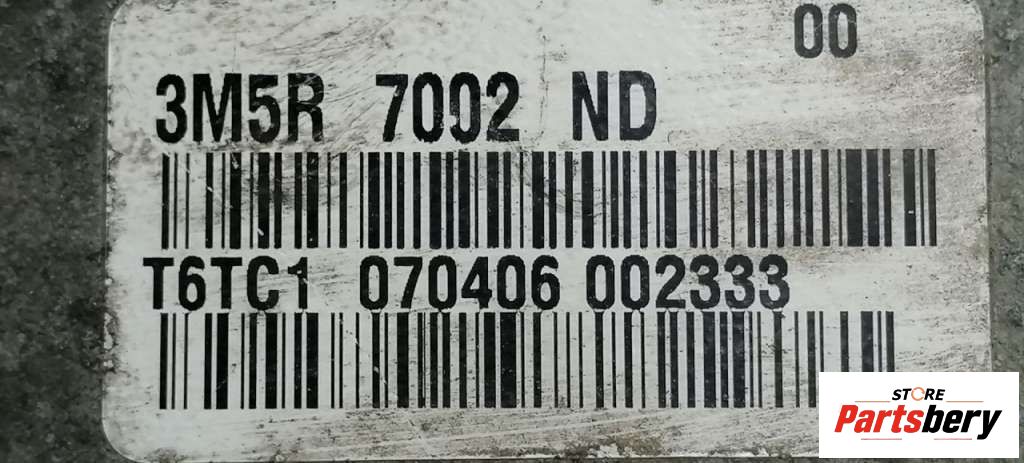 00
3M5R 7002 ND
T6TC1 070406 002333
STORE
Partsbery